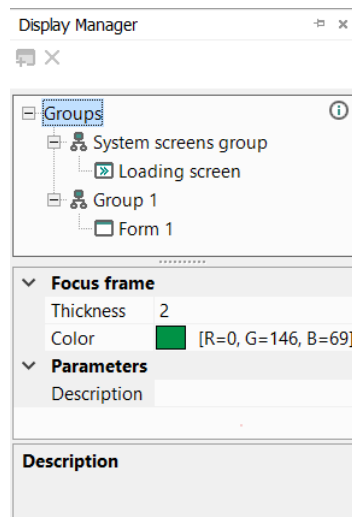 Display Manager
Groups
System screens group
Loading screen
Group 1
Form 1
Focus frame
Thickness 2
Color [R=0, G=146, B=69]
Parameters
Description
Description